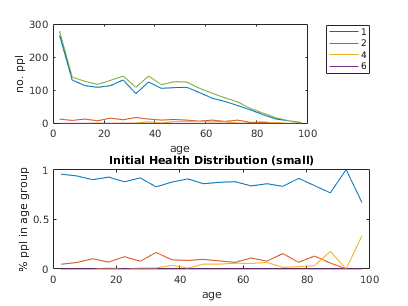 300
200
100
0
no. ppl
0 20 40 60 80 100
age
1
2
4
6
Initial Health Distribution (small)
1
0.5
0
% ppl in age group
0 20 40 60 80 100
age